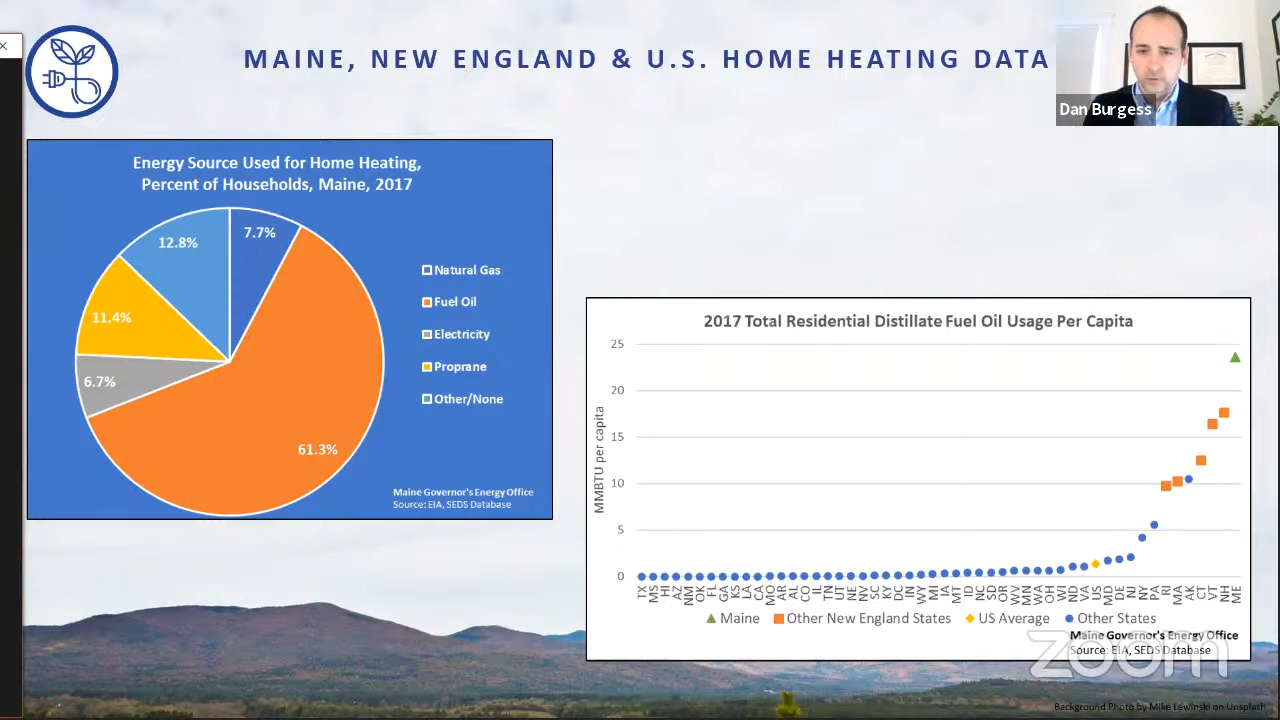 MAINE, NEW ENGLAND & U.S. HOME HEATING DATA
Dan Burgess
Energy Source Used for Home Heating,
Percent of Households, Maine, 2017
12.8%
7.7%
11.4%
6.7%
61.3%
Natural Gas
Fuel Oil
Electricity
Proprane
Other/None
Maine Governor's Energy Office
Source: EIA, SEDS Database
2017 Total Residential Distillate Fuel Oil Usage Per Capita
MMBTU per capita
25
20
15
10
5
0
TX MS HI AZ NM OK FL GA KS LA CA MO AR AL CO IL TN UT NE NV SC KY DC IN WY MI IA MT ID NC SD OR WV MN WA OH WI ND VA US MD DE NJ NY PA RI MA AK CT VT NH ME
Maine Other New England States US Average Other States
Maine Governor's Energy Office
Source: EIA, SEDS Database
zoom
Background Photo by Mike Lewinski on Unsplash